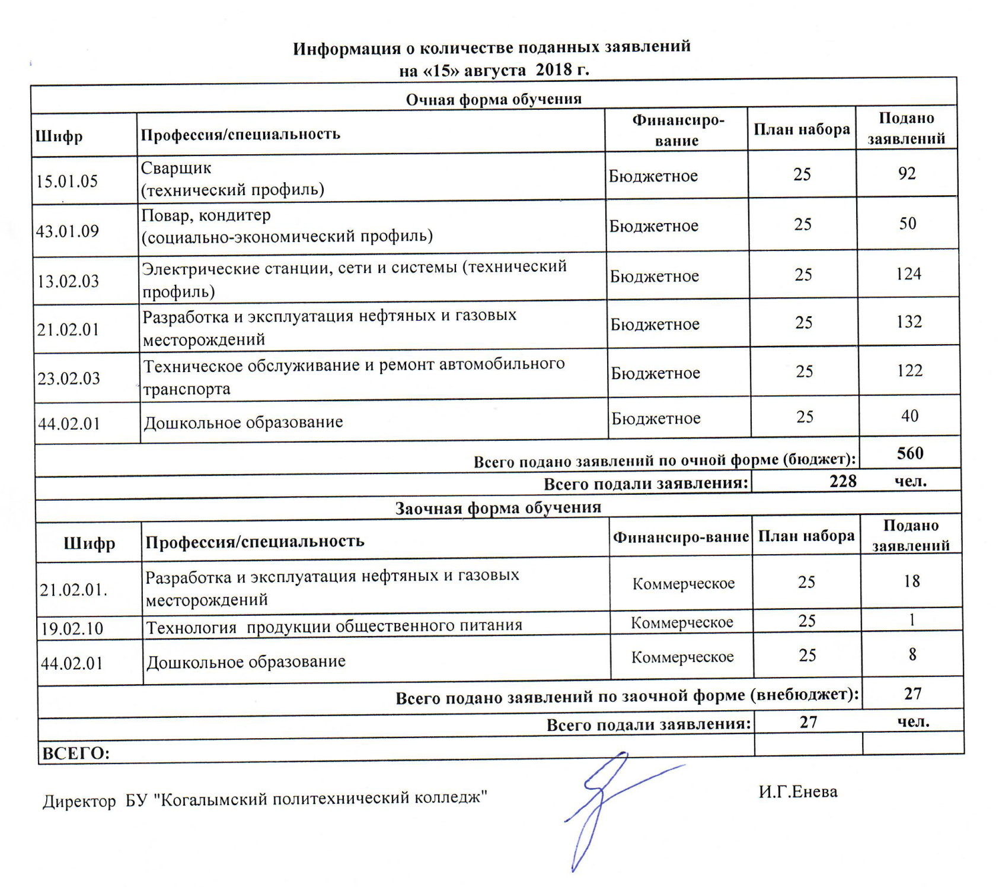 Информация о количестве поданных заявлений
на «15» августа 2018 г.
Очная форма обучения
Шифр Профессия/специальность Финансиро-вание План набора Подано заявлений
15.01.05 Сварщик
(технический профиль) Бюджетное 25 92
43.01.09 Повар, кондитер
(социально-экономический профиль) Бюджетное 25 50
13.02.03 Электрические станции, сети и системы (технический
профиль) Бюджетное 25 124
21.02.01 Разработка и эксплуатация нефтяных и газовых
месторождений Бюджетное 25 132
23.02.03 Техническое обслуживание и ремонт автомобильного
транспорта Бюджетное 25 122
44.02.01 Дошкольное образование Бюджетное 25 40
Всего подано заявлений по очной форме (бюджет): 560
Всего подали заявления: 228 чел.
Заочная форма обучения
Шифр Профессия/специальность Финансиро-вание План набора Подано заявлений
21.02.01. Разработка и эксплуатация нефтяных и газовых
месторождений Коммерческое 25 18
19.02.10 Технология продукции общественного питания Коммерческое 25 1
44.02.01 Дошкольное образование Коммерческое 25 8
Всего подано заявлений по заочной форме (внебюджет): 27
Всего подали заявления: 27 чел.
ВСЕГО:
Директор БУ "Когалымский политехнический колледж" И.Г.Енева